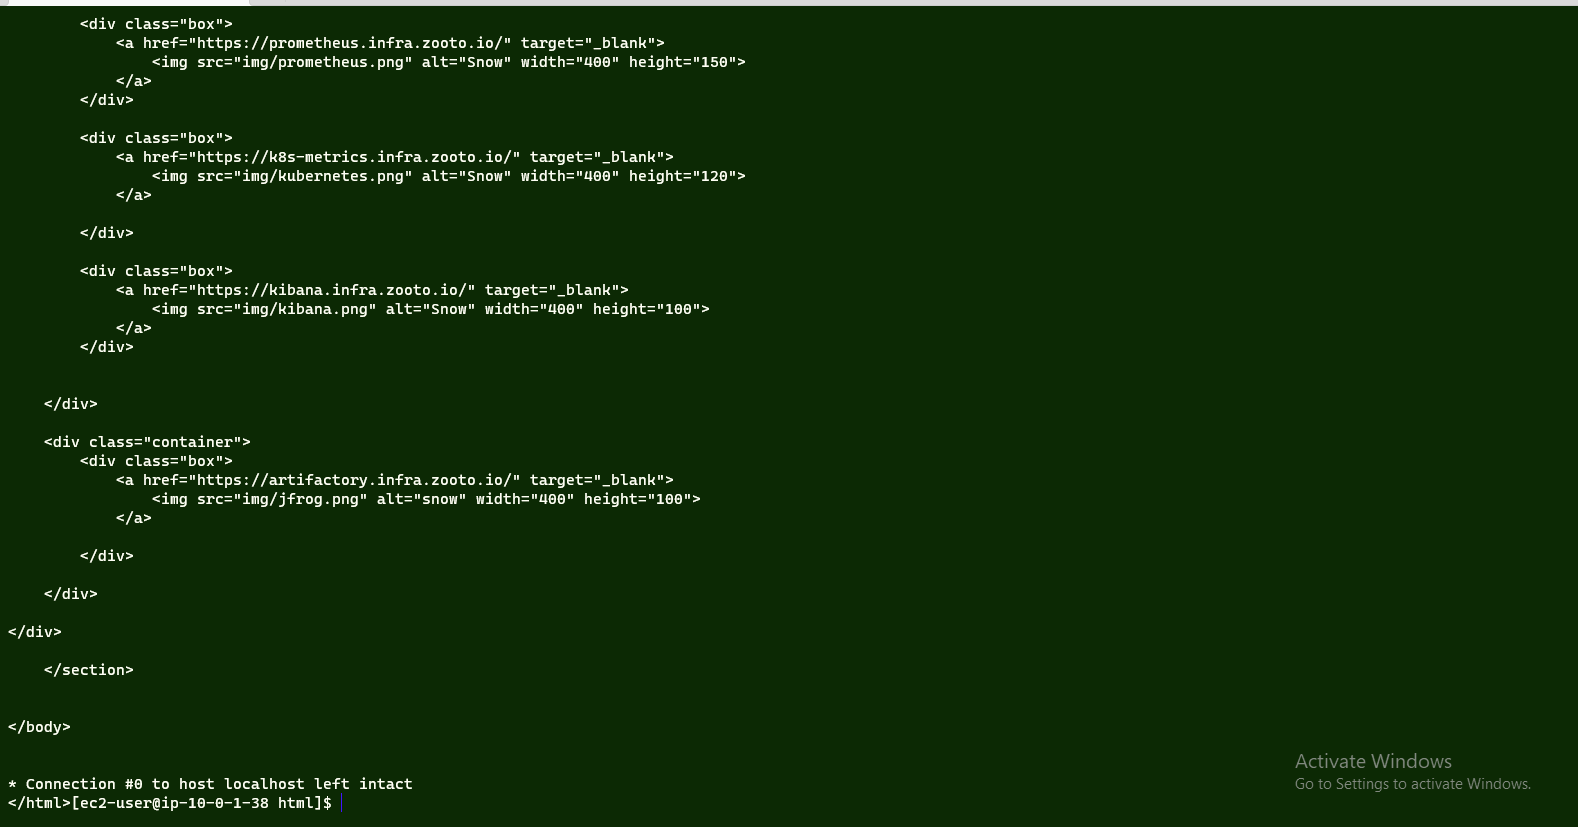 <div class="box">
<a href="https://prometheus.infra.zooto.io/" target="_blank">
<img src="img/prometheus.png" alt="Snow" width="400" height="150">
</a>
</div>
<div class="box">
<a href="https://k8s-metrics.infra.zooto.io/" target="_blank">
<img src="img/kubernetes.png" alt="Snow" width="400" height="120">
</a>
</div>
<div class="box">
<a href="https://kibana.infra.zooto.io/" target="_blank">
<img src="img/kibana.png" alt="Snow" width="400" height="100">
</a>
</div>
</div>
<div class="container">
<div class="box">
<a href="https://artifactory.infra.zooto.io/" target="_blank">
<img src="img/jfrog.png" alt="snow" width="400" height="100">
</a>
</div>
</div>
</div>
</section>
</body>
* Connection #0 to host localhost left intact
</html>[ec2-user@ip-10-0-1-38 html]$
Activate Windows
Go to Settings to activate Windows.